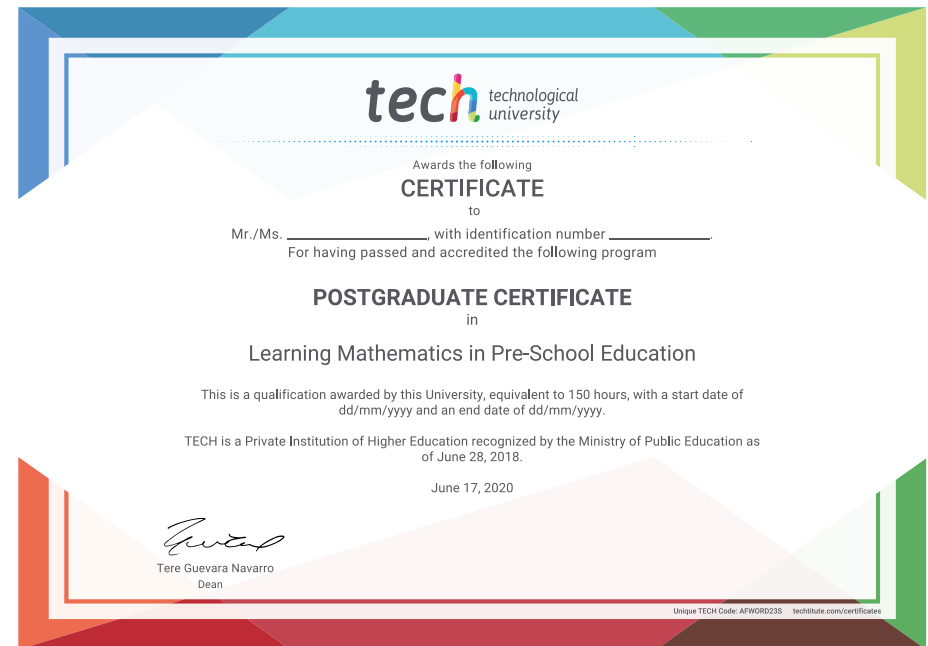 tech technological
university
Awards the following
CERTIFICATE
to
Mr./Ms. ____________________, with identification number ______________.
For having passed and accredited the following program
POSTGRADUATE CERTIFICATE
in
Learning Mathematics in Pre-School Education
This is a qualification awarded by this University, equivalent to 150 hours, with a start date of
dd/mm/yyyy and an end date of dd/mm/yyyy.
TECH is a Private Institution of Higher Education recognized by the Ministry of Public Education as
of June 28, 2018.
June 17, 2020
Tere Guevara Navarro
Dean
Unique TECH Code: AFWORD23S techtitute.com/certificates